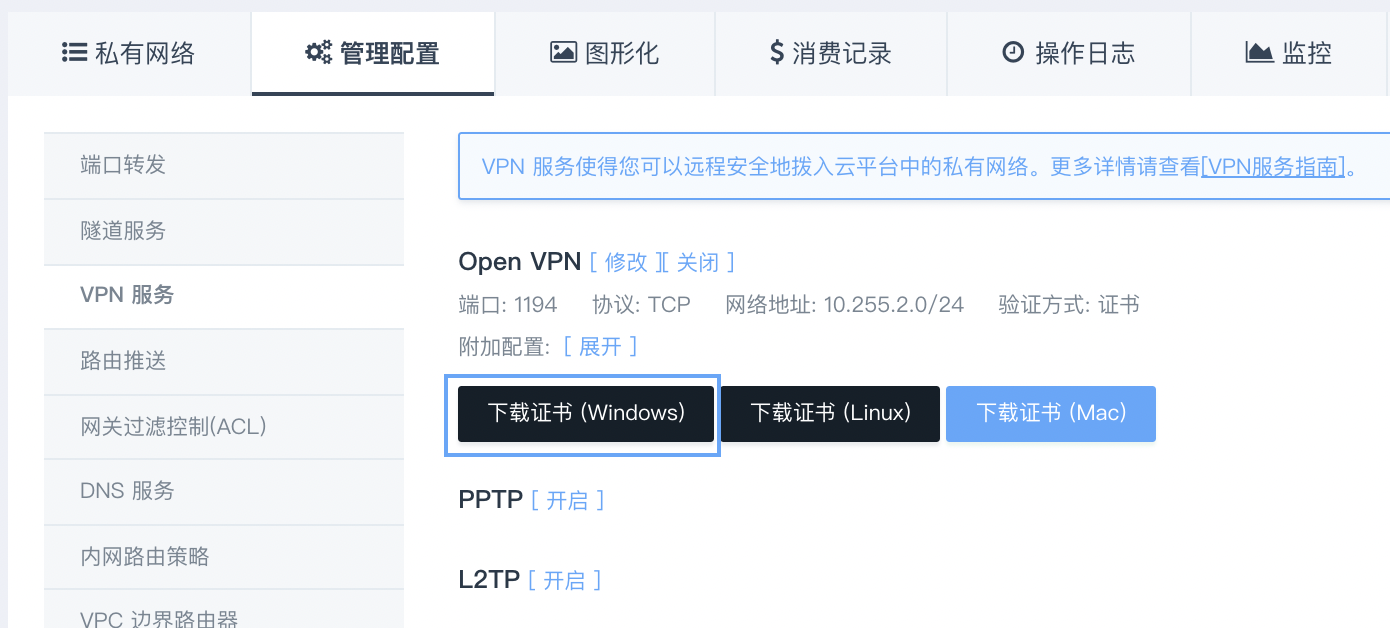 私有网络 管理配置 图形化 消费记录 操作日志 监控
端口转发
隧道服务
VPN 服务
路由推送
网关过滤控制(ACL)
DNS 服务
内网路由策略
VPC 边界路由器
VPN 服务使得您可以远程安全地拨入云平台中的私有网络。更多详情请查看[VPN服务指南]。
Open VPN [ 修改 ][ 关闭 ]
端口: 1194 协议: TCP 网络地址: 10.255.2.0/24 验证方式: 证书
附加配置: [ 展开 ]
下载证书 (Windows) 下载证书 (Linux) 下载证书 (Mac)
PPTP [ 开启 ]
L2TP [ 开启 ]